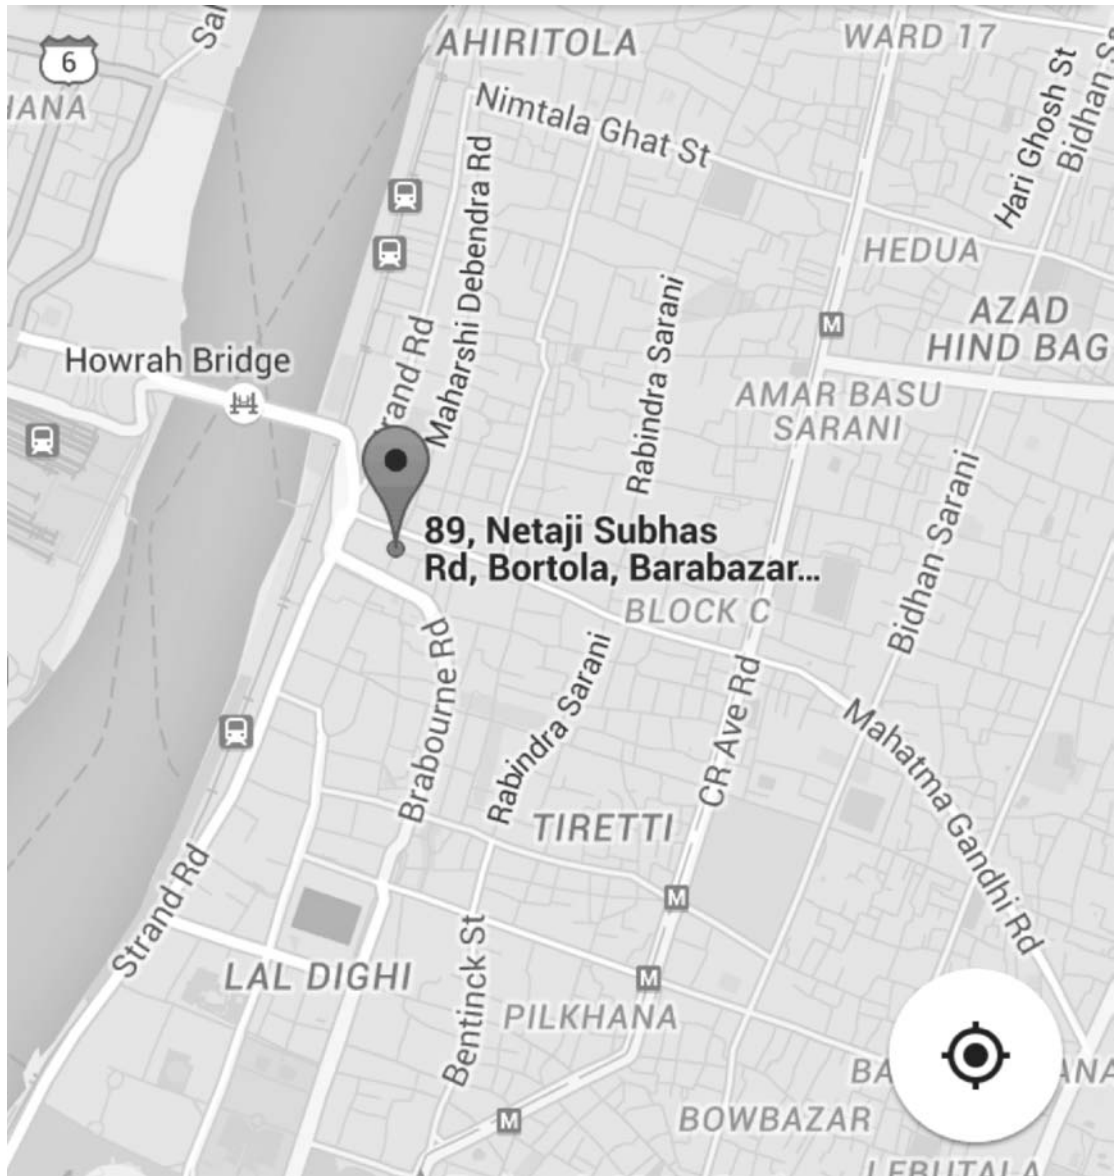 Sar
AHIRITOLA
WARD 17
6
HANA
Nimtala Ghat St
Hari Ghosh St
Bidhan S
Maharshi Debendra Rd
HEDUA
Rabindra Sarani
AZAD
HIND BAG
M
Howrah Bridge
rand Rd
AMAR BASU
SARANI
89, Netaji Subhas
Rd, Bortola, Barabazar...
Bidhan Sarani
BLOCK C
Brabourne Rd
Rabindra Sarani
CR Ave Rd
Mahatma Gandhi Rd
TIRETTI
Strand Rd
M
LAL DIGHI
Bentinck St
M
PILKHANA
BA
ANA
M
BOWBAZAR
LEBUTALA